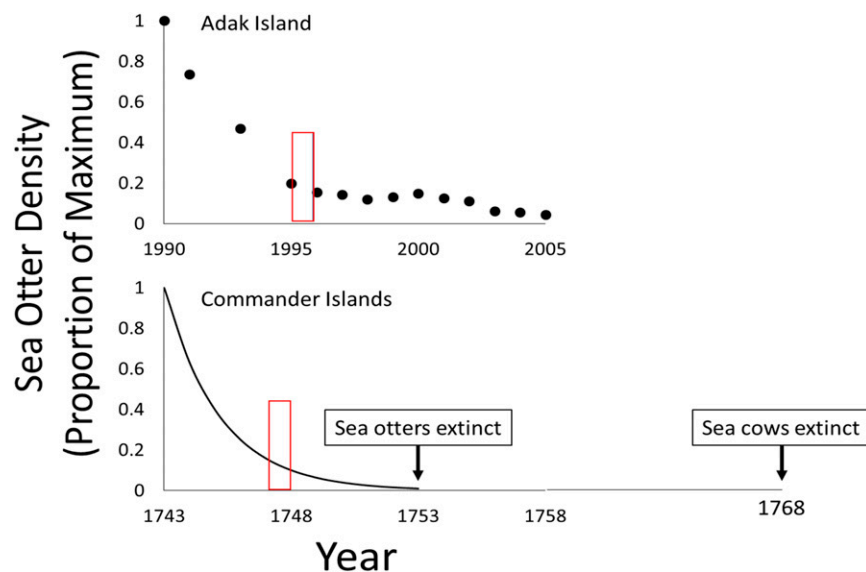 Sea Otter Density
(Proportion of Maximum)
Adak Island
1
0.8
0.6
0.4
0.2
0
1990 1995 2000 2005
Commander Islands
1
0.8
0.6
0.4
0.2
0
Sea otters extinct
Sea cows extinct
1743 1748 1753 1758 1768
Year